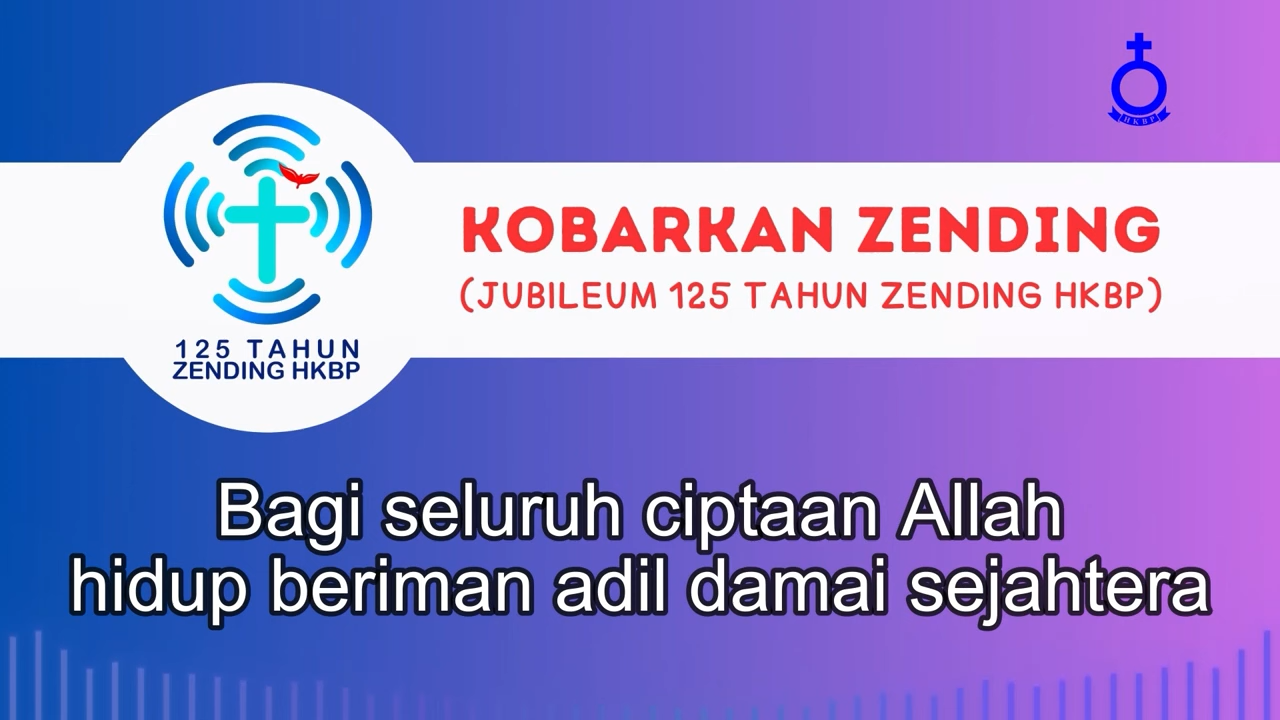 HKBP
KOBARKAN ZENDING
(JUBILEUM 125 TAHUN ZENDING HKBP)
125 TAHUN
ZENDING HKBP
Bagi seluruh ciptaan Allah
hidup beriman adil damai sejahtera